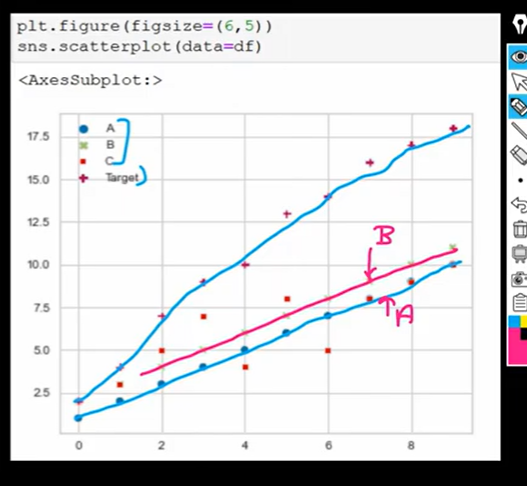 plt.figure(figsize=(6,5))
sns.scatterplot(data=df)
<AxesSubplot:>
A
B
C
Target
17.5
15.0
12.5
10.0
7.5
5.0
2.5
B
A
0
2
4
6
8